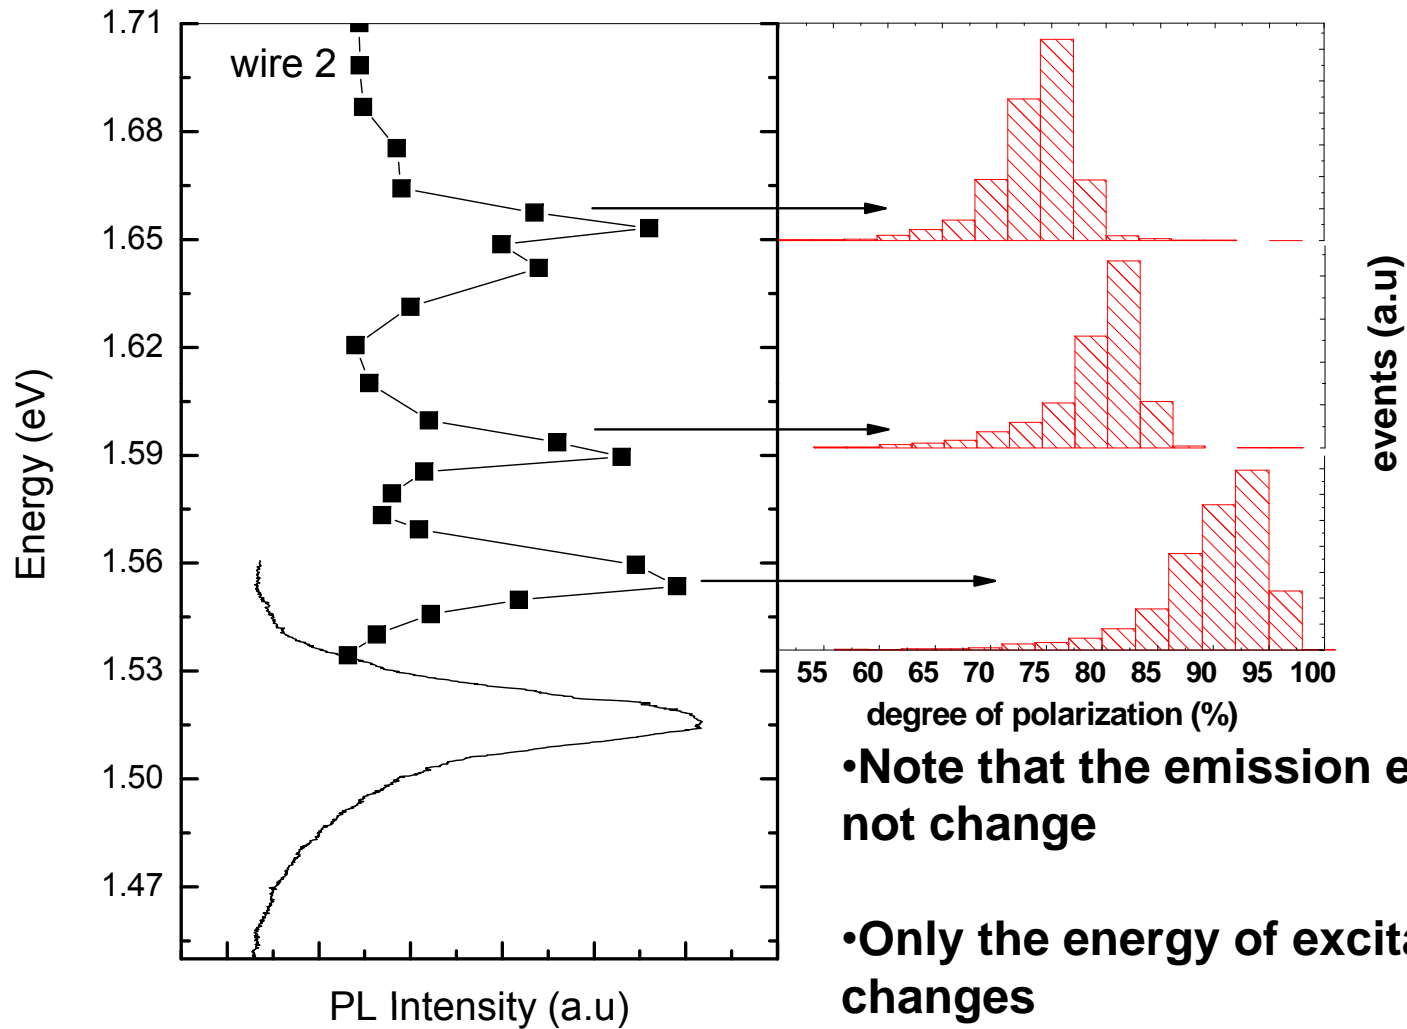 wire 2
1.71
1.68
1.65
1.62
1.59
1.56
1.53
1.50
1.47
Energy (eV)
PL Intensity (a.u)
events (a.u)
55 60 65 70 75 80 85 90 95 100
degree of polarization (%)
•Note that the emission e
not change
•Only the energy of excita
changes